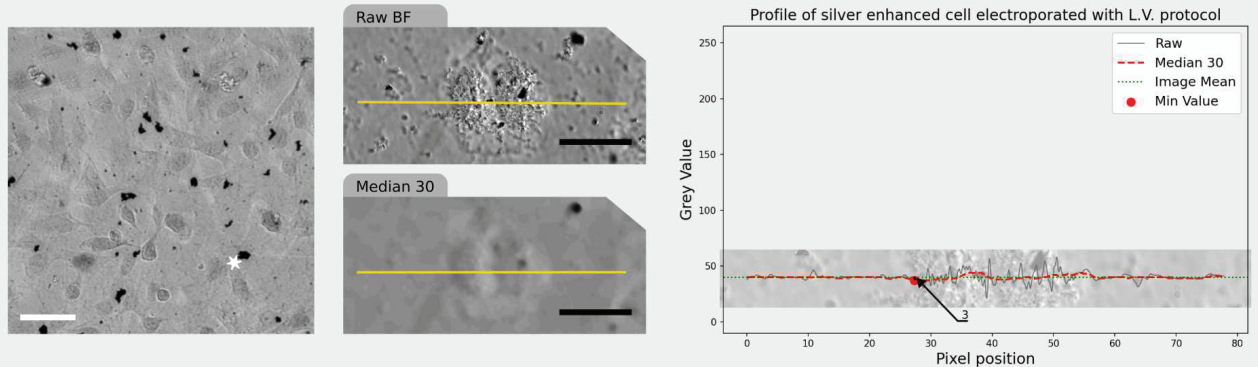 Raw BF
Median 30
Profile of silver enhanced cell electroporated with L.V. protocol
Grey Value
250
200
150
100
50
0
Raw
Median 30
Image Mean
Min Value
3
0
10
20
30
40
50
60
70
80
Pixel position